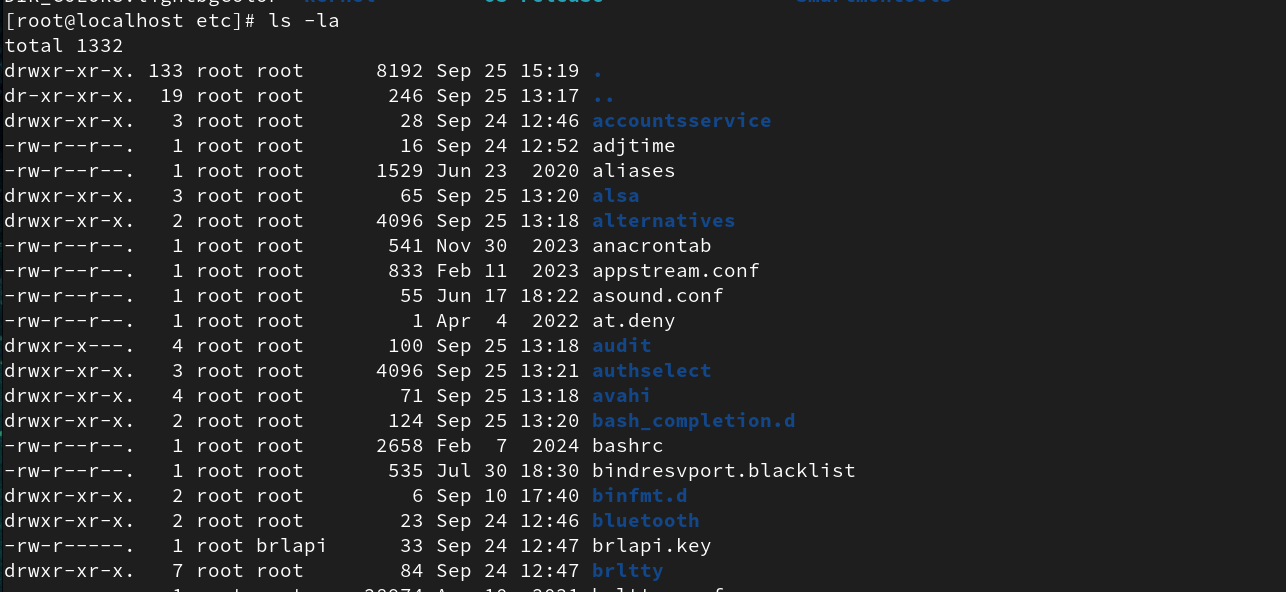 [root@localhost etc]# ls -la
total 1332
drwxr-xr-x. 133 root root      8192 Sep 25 15:19 .
dr-xr-xr-x.  19 root root       246 Sep 25 13:17 ..
drwxr-xr-x.   3 root root        28 Sep 24 12:46 accountsservice
-rw-r--r--.   1 root root        16 Sep 24 12:52 adjtime
-rw-r--r--.   1 root root      1529 Jun 23  2020 aliases
drwxr-xr-x.   3 root root        65 Sep 25 13:20 alsa
drwxr-xr-x.   2 root root      4096 Sep 25 13:18 alternatives
-rw-r--r--.   1 root root       541 Nov 30  2023 anacrontab
-rw-r--r--.   1 root root       833 Feb 11  2023 appstream.conf
-rw-r--r--.   1 root root        55 Jun 17 18:22 asound.conf
-rw-r--r--.   1 root root         1 Apr  4  2022 at.deny
drwxr-x---.   4 root root       100 Sep 25 13:18 audit
drwxr-xr-x.   3 root root      4096 Sep 25 13:21 authselect
drwxr-xr-x.   4 root root        71 Sep 25 13:18 avahi
drwxr-xr-x.   2 root root       124 Sep 25 13:20 bash_completion.d
-rw-r--r--.   1 root root      2658 Feb  7  2024 bashrc
-rw-r--r--.   1 root root       535 Jul 30 18:30 bindresvport.blacklist
drwxr-xr-x.   2 root root         6 Sep 10 17:40 binfmt.d
drwxr-xr-x.   2 root root        23 Sep 24 12:46 bluetooth
-rw-r-----.   1 root brlapi      33 Sep 24 12:47 brlapi.key
drwxr-xr-x.   7 root root        84 Sep 24 12:47 brltty